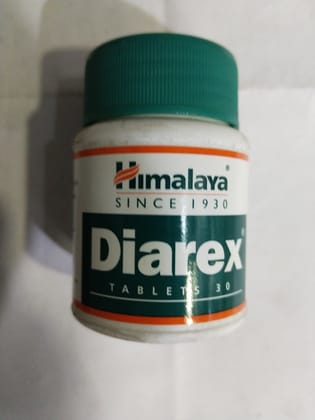 Himalaya®
SINCE 1930
Diarex®
TABLETS 30